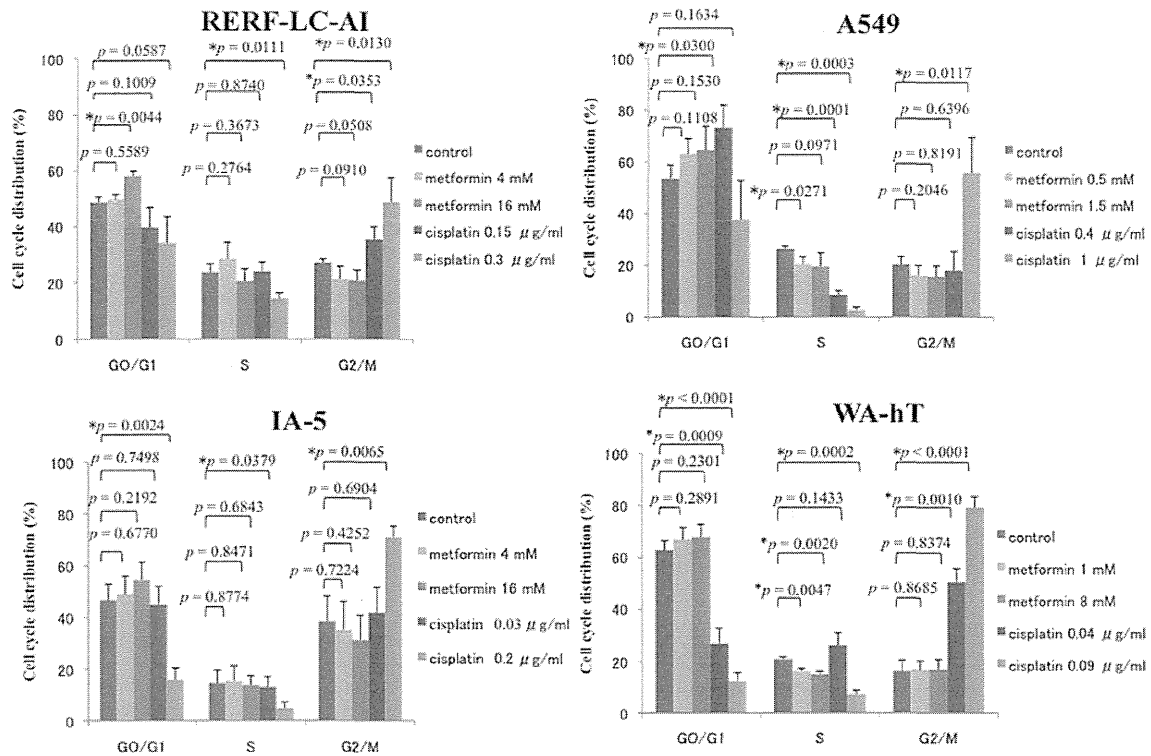 RERF-LC-AI
Cell cycle distribution (%)
100
80
60
40
20
0
p = 0.0587
p = 0.1009
*p = 0.0044
p = 0.5589
*p = 0.0111
p = 0.8740
p = 0.3673
p = 0.2764
*p = 0.0130
*p = 0.0353
p = 0.0508
p = 0.0910
GO/G1
S
G2/M
control
metformin 4 mM
metformin 16 mM
cisplatin 0.15 μg/ml
cisplatin 0.3 μg/ml
A549
Cell cycle distribution (%)
100
80
60
40
20
0
p = 0.1634
*p = 0.0300
p = 0.1530
p = 0.1108
*p = 0.0003
*p = 0.0001
p = 0.0971
*p = 0.0271
*p = 0.0117
p = 0.6396
p = 0.8191
p = 0.2046
GO/G1
S
G2/M
control
metformin 0.5 mM
metformin 1.5 mM
cisplatin 0.4 μg/ml
cisplatin 1 μg/ml
IA-5
Cell cycle distribution (%)
100
80
60
40
20
0
*p = 0.0024
p = 0.7498
p = 0.2192
p = 0.6770
*p = 0.0379
p = 0.6843
p = 0.8471
p = 0.8774
*p = 0.0065
p = 0.6904
p = 0.4252
p = 0.7224
GO/G1
S
G2/M
control
metformin 4 mM
metformin 16 mM
cisplatin 0.03 μg/ml
cisplatin 0.2 μg/ml
WA-hT
Cell cycle distribution (%)
100
80
60
40
20
0
*p < 0.0001
*p = 0.0009
p = 0.2301
p = 0.2891
*p = 0.0002
p = 0.1433
*p = 0.0020
*p = 0.0047
*p < 0.0001
*p = 0.0010
p = 0.8374
p = 0.8685
GO/G1
S
G2/M
control
metformin 1 mM
metformin 8 mM
cisplatin 0.04 μg/ml
cisplatin 0.09 μg/ml